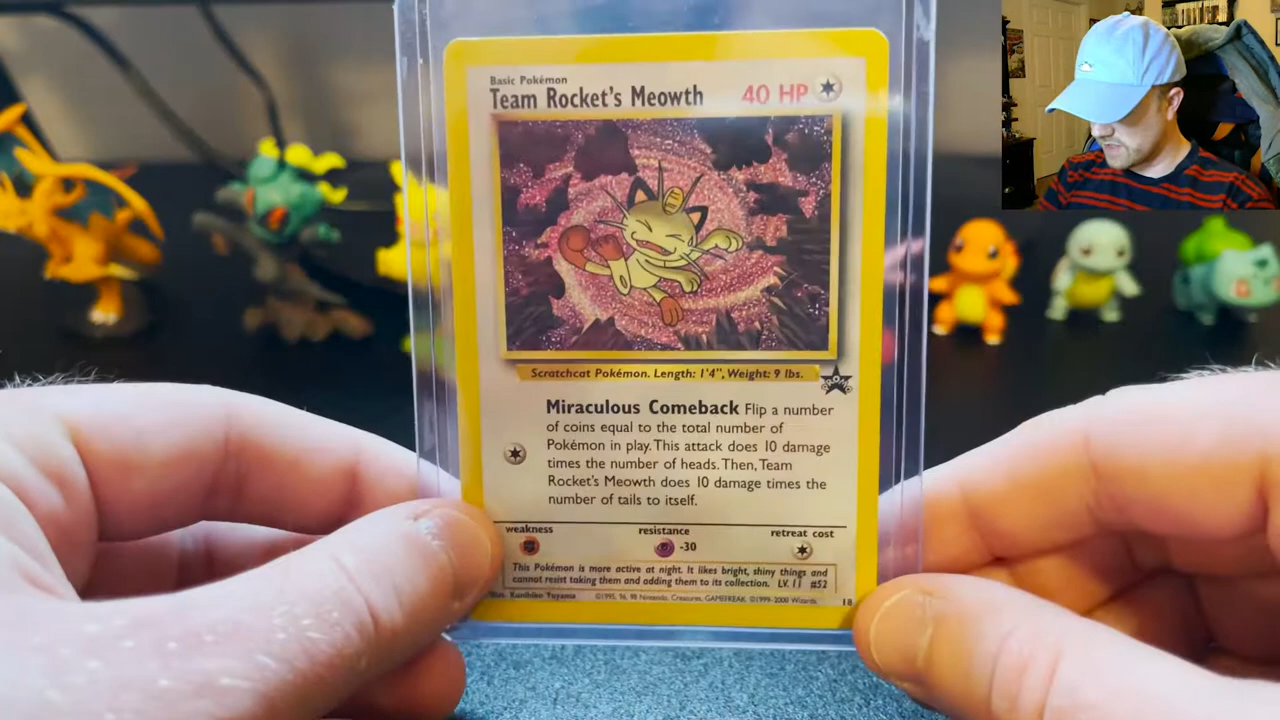 Basic Pokémon
Team Rocket's Meowth 40 HP
Scratchcat Pokémon. Length: 1'4", Weight: 9 lbs.
PROMO
Miraculous Comeback Flip a number
of coins equal to the total number of
Pokémon in play. This attack does 10 damage
times the number of heads. Then, Team
Rocket's Meowth does 10 damage times the
number of tails to itself.
weakness resistance retreat cost
-30
This Pokémon is more active at night. It likes bright, shiny things and
cannot resist taking them and adding them to its collection. LV. 11 #52
Illus. Kunihiko Yuyama ©1995, 96, 98 Nintendo, Creatures, GAMEFREAK. ©1999-2000 Wizards. 18